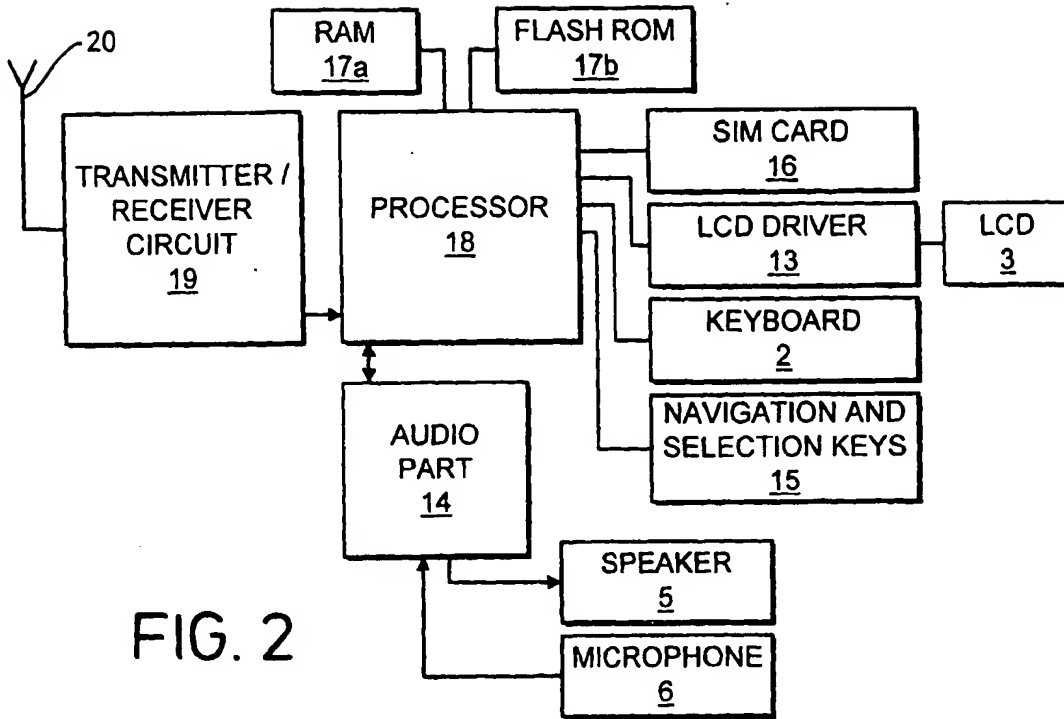 20
RAM
17a
FLASH ROM
17b
TRANSMITTER /
RECEIVER
CIRCUIT
19
PROCESSOR
18
SIM CARD
16
LCD DRIVER
13
LCD
3
KEYBOARD
2
NAVIGATION AND
SELECTION KEYS
15
AUDIO
PART
14
SPEAKER
5
MICROPHONE
6
FIG. 2